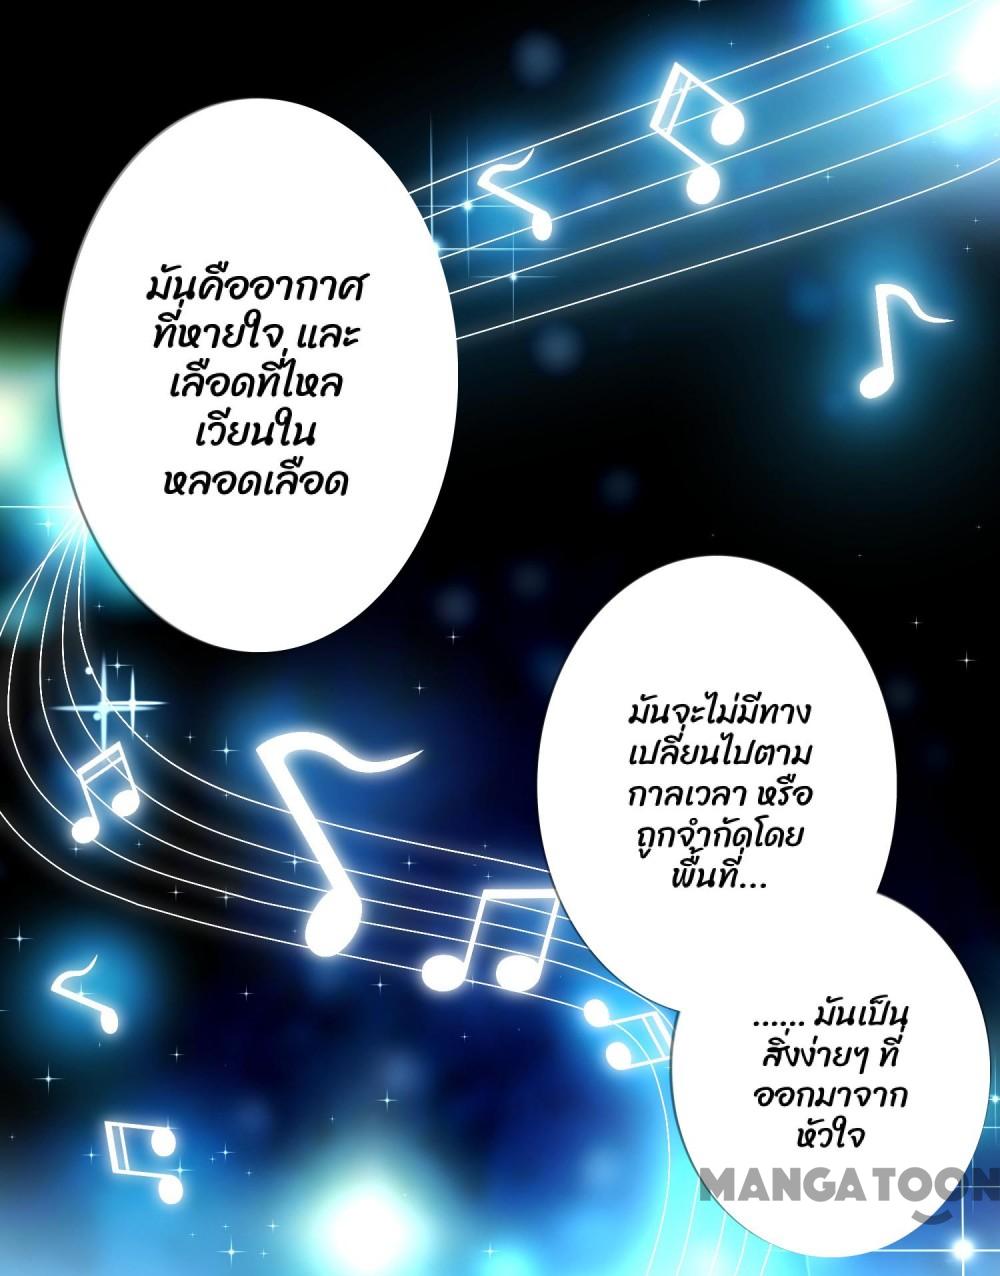 มันคืออากาศ
ที่หายใจ และ
เลือดที่ไหล
เวียนใน
หลอดเลือด
มันจะไม่มีทาง
เปลี่ยนไปตาม
กาลเวลา หรือ
ถูกจำกัดโดย
พื้นที่...
...... มันเป็น
สิ่งง่ายๆ ที่
ออกมาจาก
หัวใจ
MANGATOON